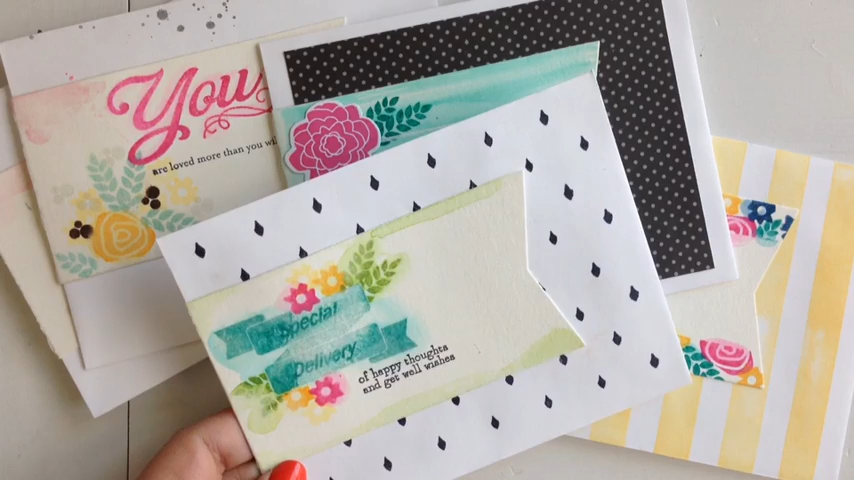 You
are loved more than you
Special
Delivery
of happy thoughts
and get well wishes